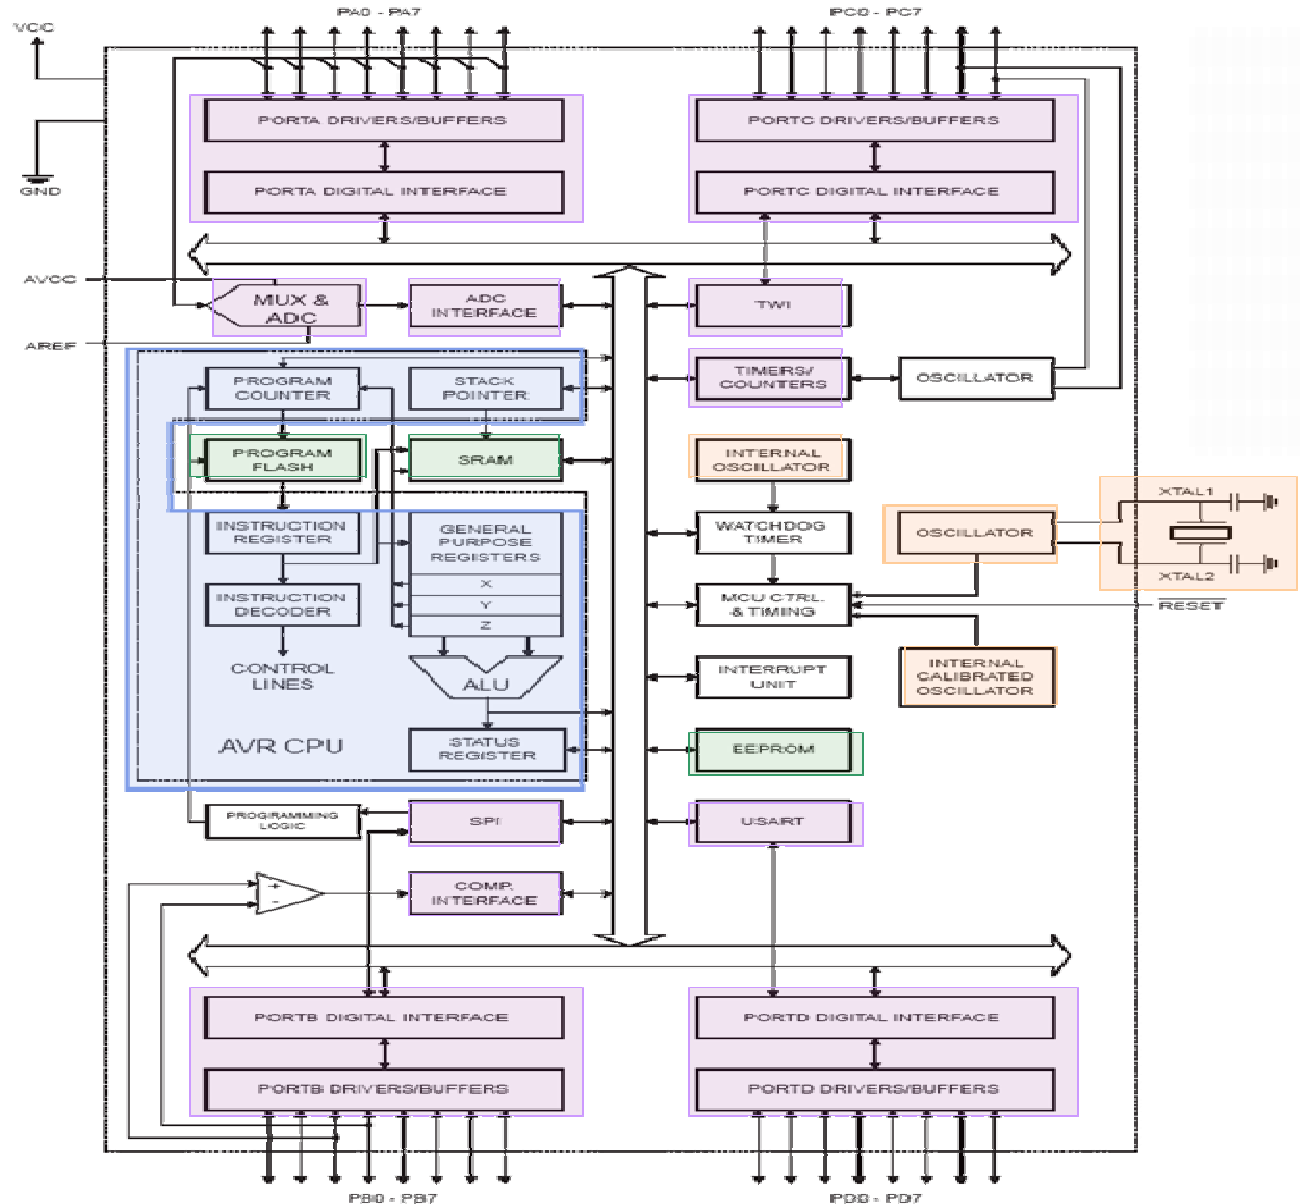 PA0 - PA7
PC0 - PC7
VCC
GND
PORTA DRIVERS/BUFFERS
PORTC DRIVERS/BUFFERS
PORTA DIGITAL INTERFACE
PORTC DIGITAL INTERFACE
AVCC
MUX &
ADC
ADC
INTERFACE
TWI
AREF
PROGRAM
COUNTER
STACK
POINTER
TIMERS/
COUNTERS
OSCILLATOR
PROGRAM
FLASH
SRAM
INTERNAL
OSCILLATOR
XTAL1
INSTRUCTION
REGISTER
GENERAL
PURPOSE
REGISTERS
WATCHDOG
TIMER
OSCILLATOR
XTAL2
X
Y
Z
INSTRUCTION
DECODER
MCU CTRL.
& TIMING
RESET
CONTROL
LINES
ALU
INTERRUPT
UNIT
INTERNAL
CALIBRATED
OSCILLATOR
AVR CPU
STATUS
REGISTER
EEPROM
PROGRAMMING
LOGIC
SPI
USART
+
-
COMP.
INTERFACE
PORTB DIGITAL INTERFACE
PORTD DIGITAL INTERFACE
PORTB DRIVERS/BUFFERS
PORTD DRIVERS/BUFFERS
PB0 - PB7
PD0 - PD7